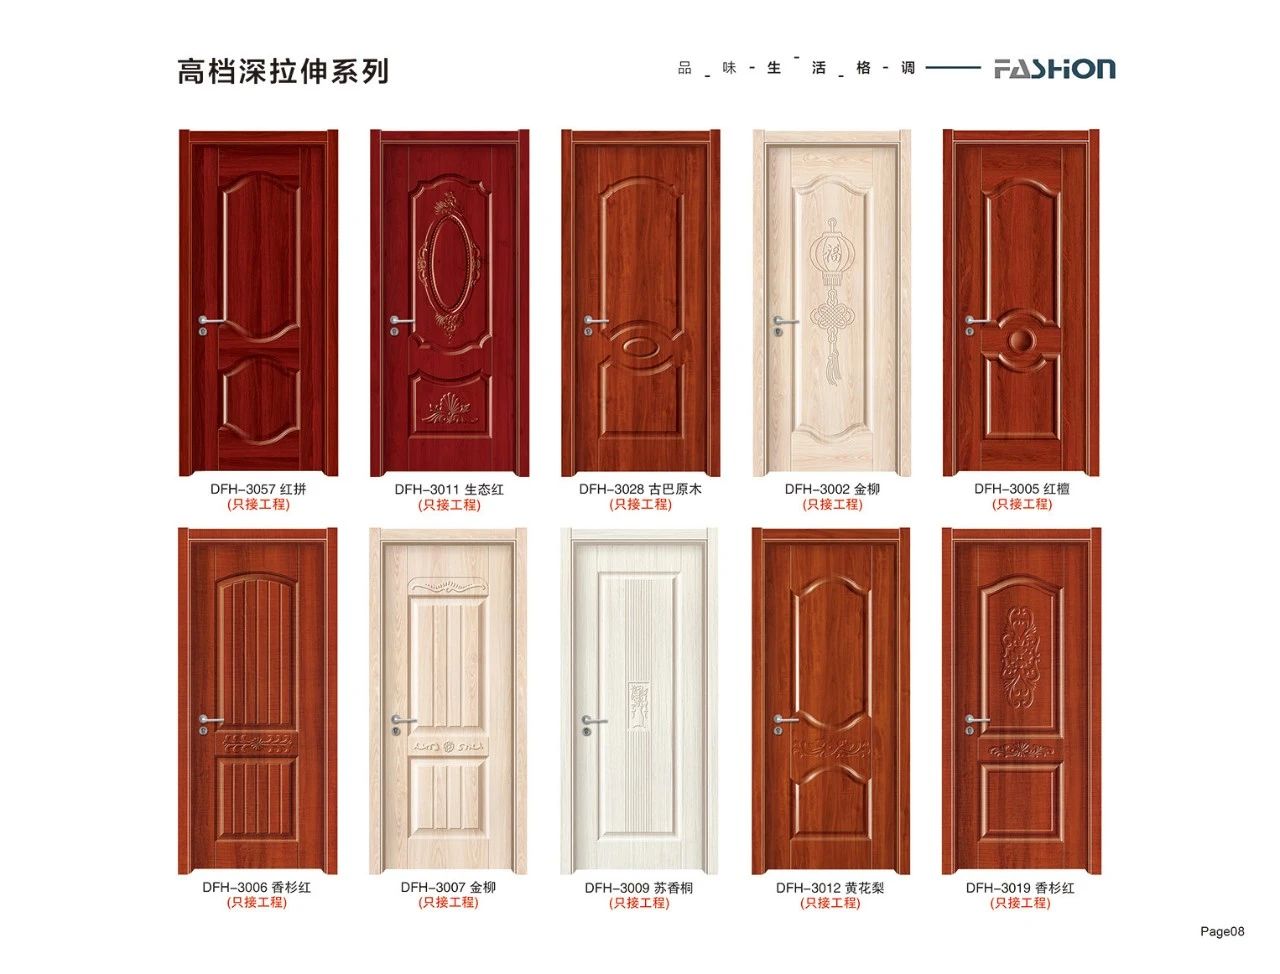 高档深拉伸系列
品味-生活格-调
FASHION
DFH-3057 红拼
(只接工程)
DFH-3011 生态红
(只接工程)
DFH-3028 古巴原木
(只接工程)
DFH-3002 金柳
(只接工程)
DFH-3005 红檀
(只接工程)
福
DFH-3006 香杉红
(只接工程)
DFH-3007 金柳
(只接工程)
DFH-3009 苏香桐
(只接工程)
DFH-3012 黄花梨
(只接工程)
DFH-3019 香杉红
(只接工程)
Page08